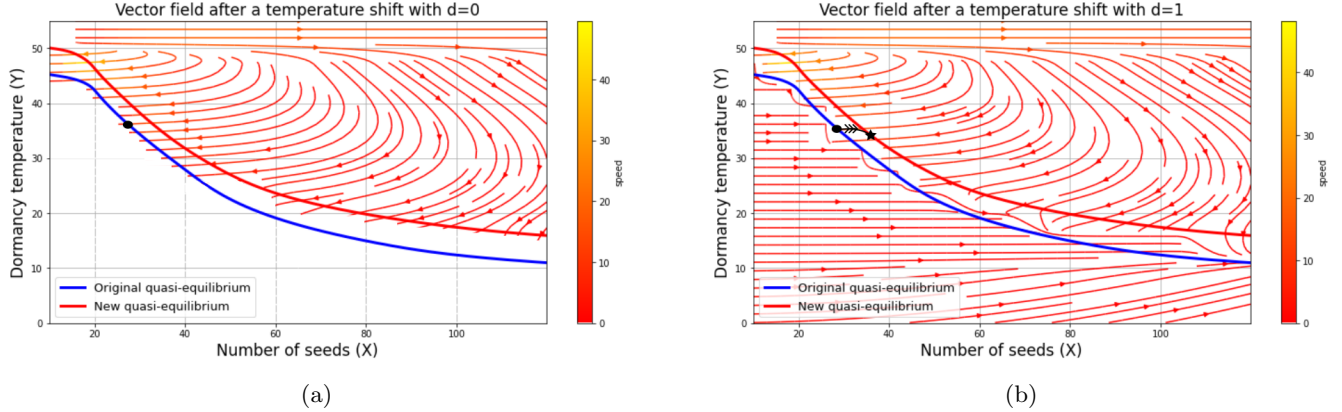 Vector field after a temperature shift with d=0
Dormancy temperature (Y)
50
40
30
20
10
0
Original quasi-equilibrium
New quasi-equilibrium
20
40
60
80
100
Number of seeds (X)
40
30
20
10
0
speed
(a)
Vector field after a temperature shift with d=1
Dormancy temperature (Y)
50
40
30
20
10
0
Original quasi-equilibrium
New quasi-equilibrium
20
40
60
80
100
Number of seeds (X)
40
30
20
10
0
speed
(b)